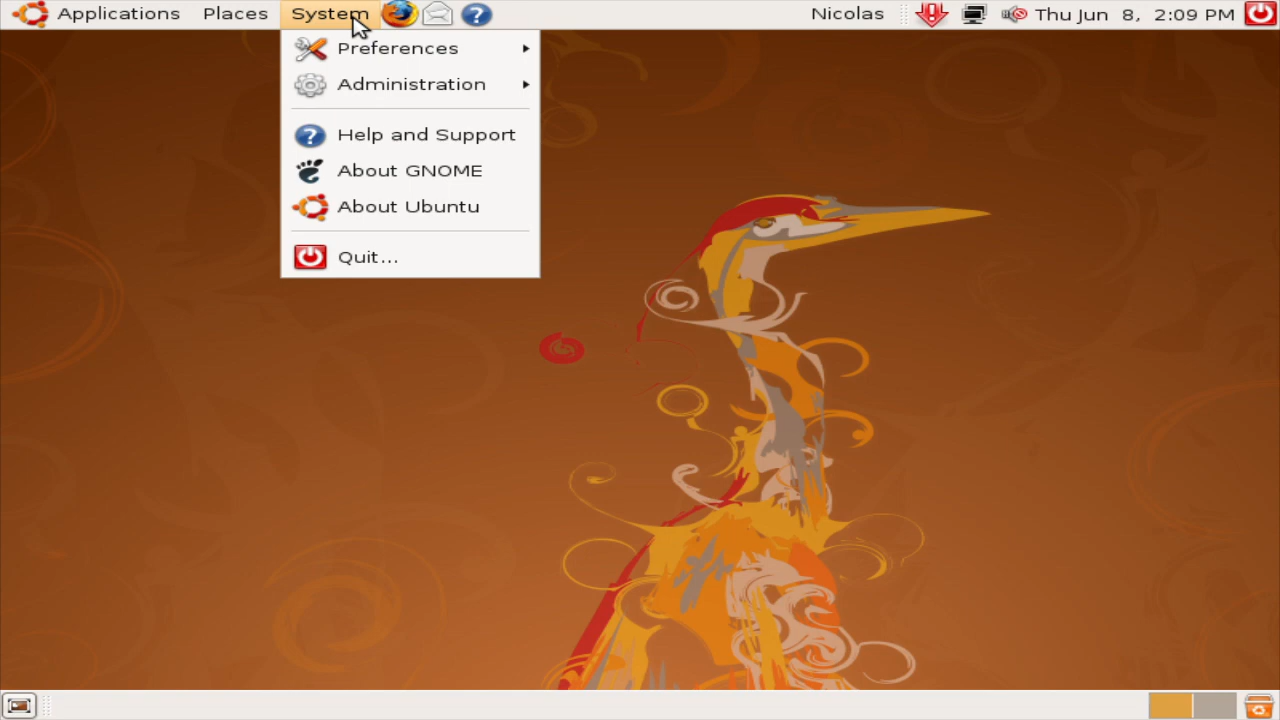 Applications Places System Nicolas Thu Jun 8, 2:09 PM
Preferences
Administration
Help and Support
About GNOME
About Ubuntu
Quit...